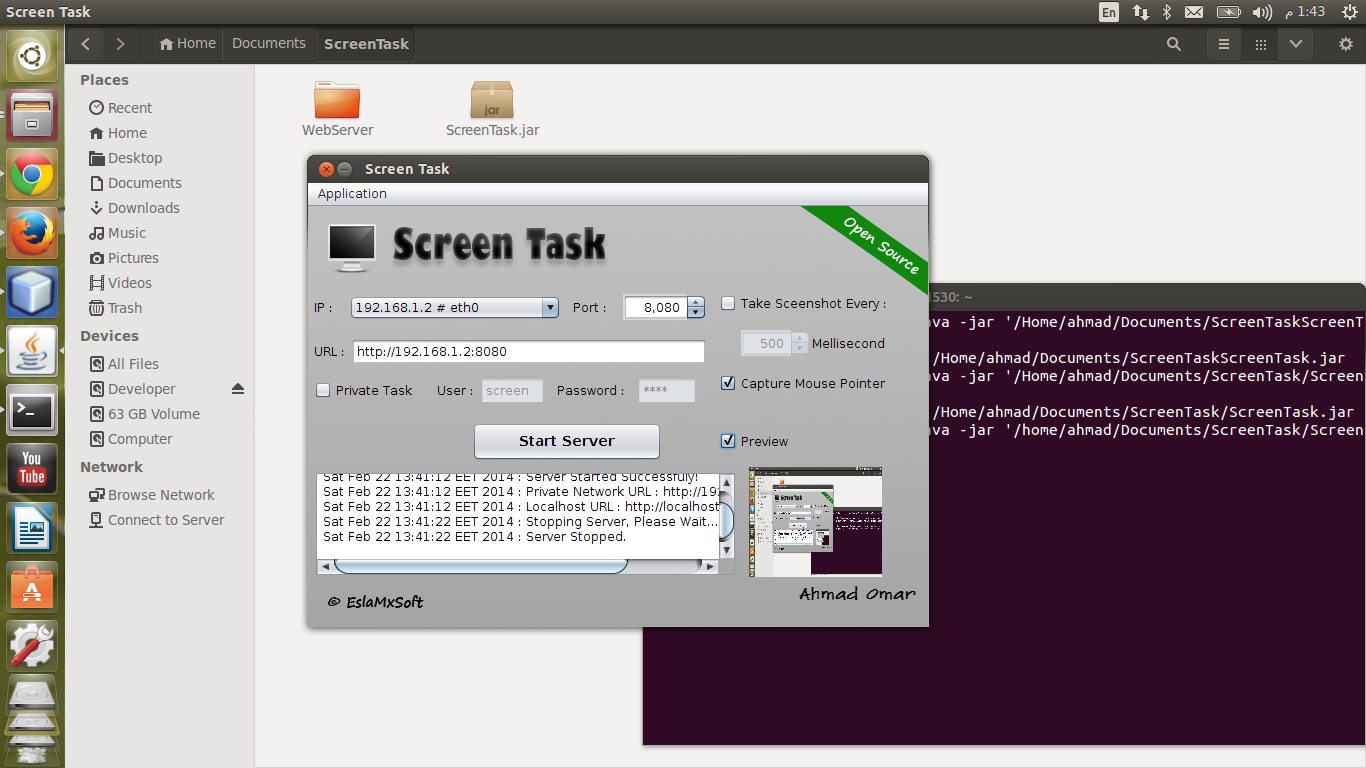 Screen Task
En
1:43 م
Home
Documents
ScreenTask
Places
Recent
Home
Desktop
Documents
Downloads
Music
Pictures
Videos
Trash
Devices
All Files
Developer
63 GB Volume
Computer
Network
Browse Network
Connect to Server
WebServer
jar
ScreenTask.jar
Screen Task
Application
Screen Task
Open Source
IP :
192.168.1.2 # eth0
Port :
8,080
Take Sceenshot Every :
500
Mellisecond
URL :
http://192.168.1.2:8080
Capture Mouse Pointer
Private Task
User :
screen
Password :
****
Start Server
Preview
Sat Feb 22 13:41:12 EET 2014 : Server Started Successfuly!
Sat Feb 22 13:41:12 EET 2014 : Private Network URL : http://19
Sat Feb 22 13:41:12 EET 2014 : Localhost URL : http://localhost
Sat Feb 22 13:41:22 EET 2014 : Stopping Server, Please Wait...
Sat Feb 22 13:41:22 EET 2014 : Server Stopped.
© EslaMxSoft
Ahmad Omar
530: ~
ava -jar '/Home/ahmad/Documents/ScreenTaskScreenT
/Home/ahmad/Documents/ScreenTaskScreenTask.jar
ava -jar '/Home/ahmad/Documents/ScreenTask/Screen
/Home/ahmad/Documents/ScreenTask/ScreenTask.jar
ava -jar '/home/ahmad/Documents/ScreenTask/Screen
You
Tube